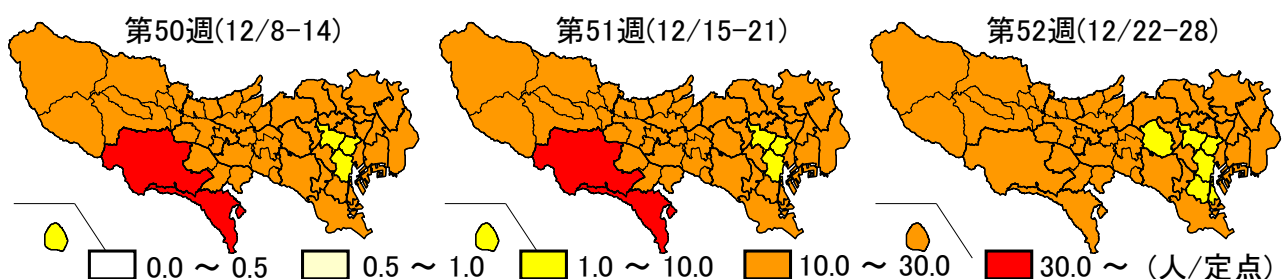 第50週(12/8-14)
第51週(12/15-21)
第52週(12/22-28)
0.0 ～ 0.5
0.5 ～ 1.0
1.0 ～ 10.0
10.0 ～ 30.0
30.0 ～ (人/定点)